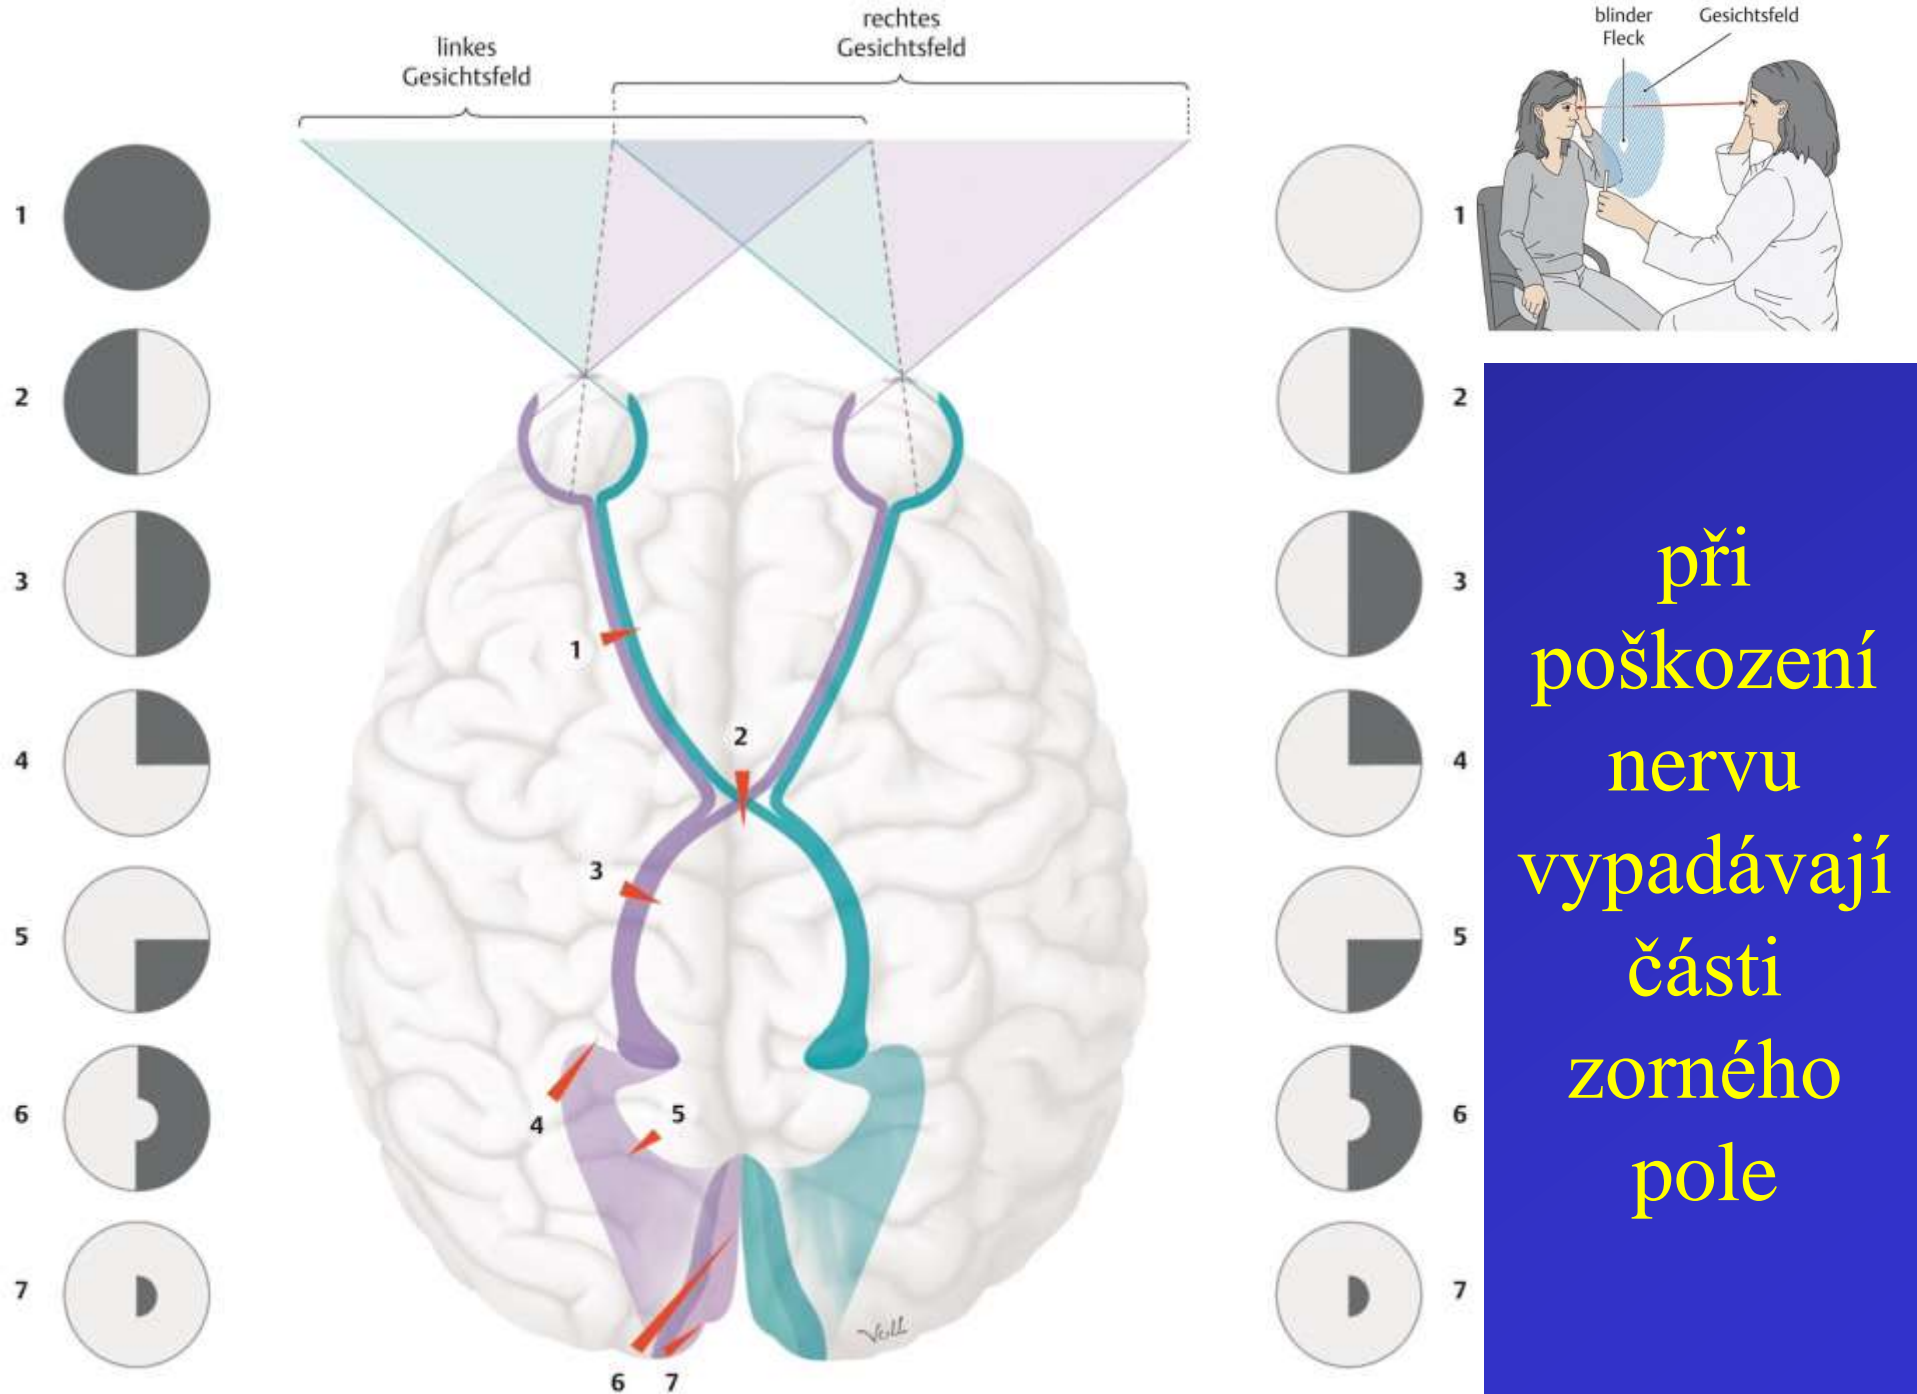 linkes
Gesichtsfeld
rechtes
Gesichtsfeld
blinder
Fleck
Gesichtsfeld
1
2
3
4
5
6
7
1
2
3
4
5
6
7
1
2
3
4
5
6
7
Voll
při
poškození
nervu
vypadávají
části
zorného
pole